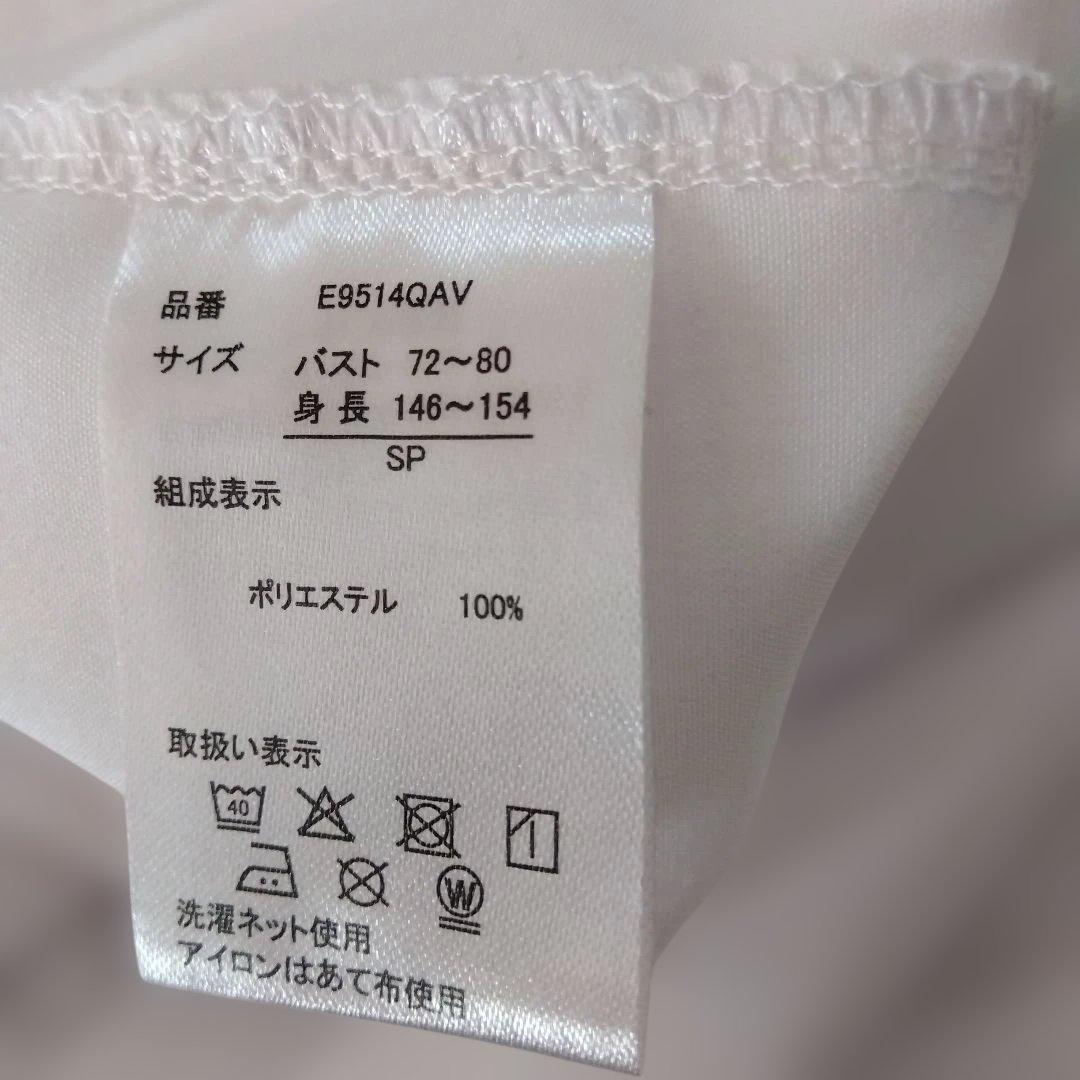 品番 E9514QAV
サイズ バスト 72～80
身長 146～154
SP
組成表示
ポリエステル 100%
取扱い表示
40
W
洗濯ネット使用
アイロンはあて布使用